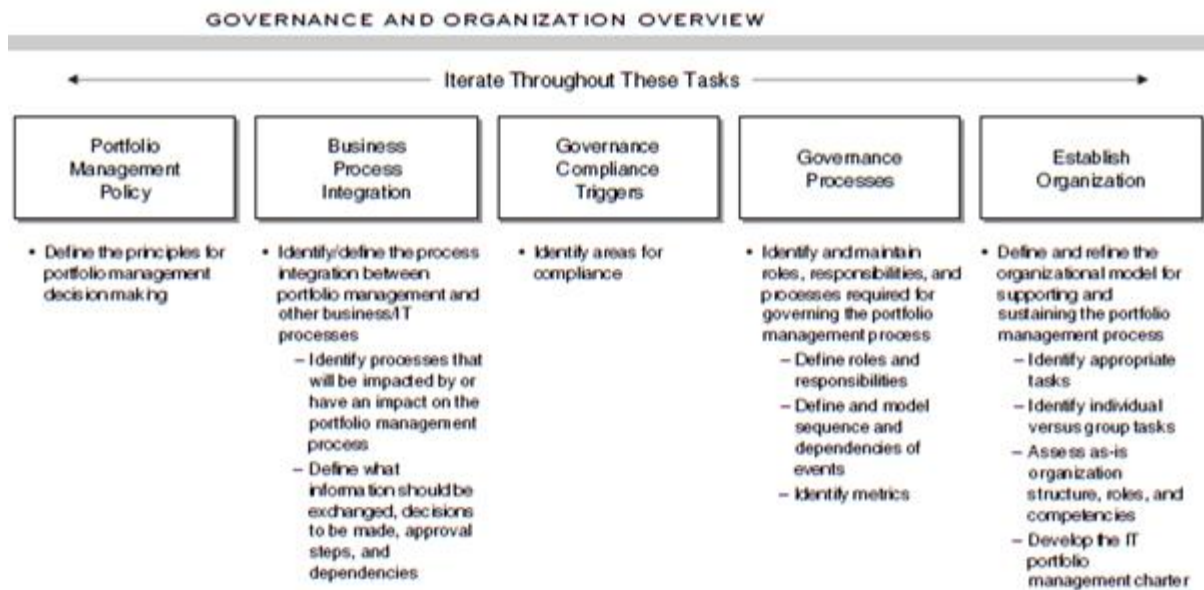 GOVERNANCE AND ORGANIZATION OVERVIEW
Iterate Throughout These Tasks
Portfolio
Management
Policy
• Define the principles for
portfolio management
decision making
Business
Process
Integration
• Identify/define the process
integration between
portfolio management and
other business/IT
processes
– Identify processes that
will be impacted by or
have an impact on the
portfolio management
process
– Define what
information should be
exchanged, decisions
to be made, approval
steps, and
dependencies
Governance
Compliance
Triggers
• Identify areas for
compliance
Governance
Processes
• Identify and maintain
roles, responsibilities, and
processes required for
governing the portfolio
management process
– Define roles and
responsibilities
– Define and model
sequence and
dependencies of
events
– Identify metrics
Establish
Organization
• Define and refine the
organizational model for
supporting and
sustaining the portfolio
management process
– Identify appropriate
tasks
– Identify individual
versus group tasks
– Assess as-is
organization
structure, roles, and
competencies
– Develop the IT
portfolio
management charter